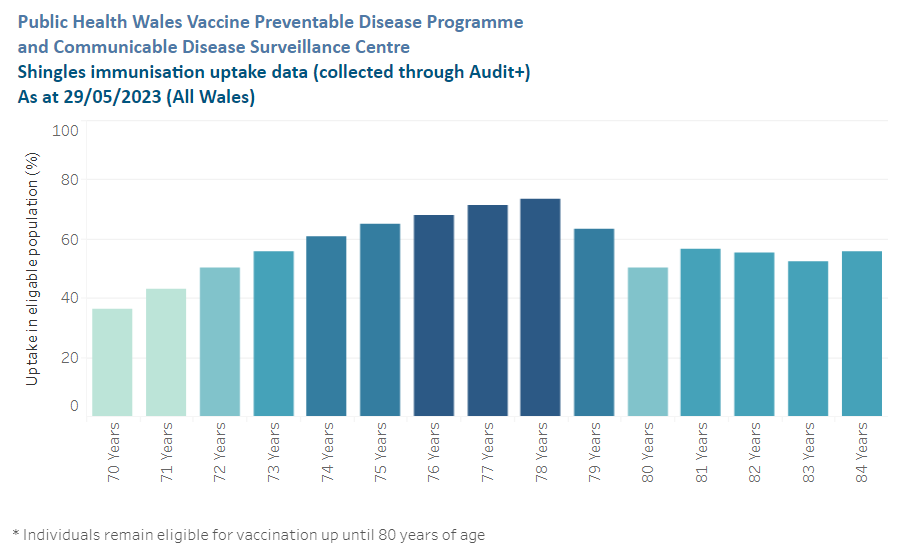 Public Health Wales Vaccine Preventable Disease Programme
and Communicable Disease Surveillance Centre
Shingles immunisation uptake data (collected through Audit+)
As at 29/05/2023 (All Wales)
Uptake in eligable population (%)
100
80
60
40
20
0
70 Years
71 Years
72 Years
73 Years
74 Years
75 Years
76 Years
77 Years
78 Years
79 Years
80 Years
81 Years
82 Years
83 Years
84 Years
* Individuals remain eligible for vaccination up until 80 years of age